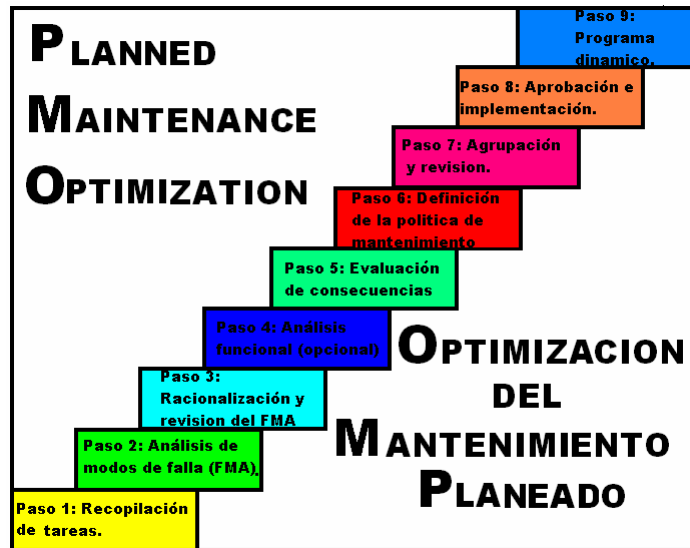 PLANNED
MAINTENANCE
OPTIMIZATION
Paso 9:
Programa
dinamico.
Paso 8: Aprobación e
implementación.
Paso 7: Agrupación
y revision.
Paso 6: Definición
de la politica de
mantenimiento
Paso 5: Evaluación
de consecuencias
Paso 4: Análisis
funcional (opcional)
Paso 3:
Racionalización y
revision del FMA
Paso 2: Análisis de
modos de falla (FMA).
Paso 1: Recopilación
de tareas.
OPTIMIZACION
DEL
MANTENIMIENTO
PLANEADO